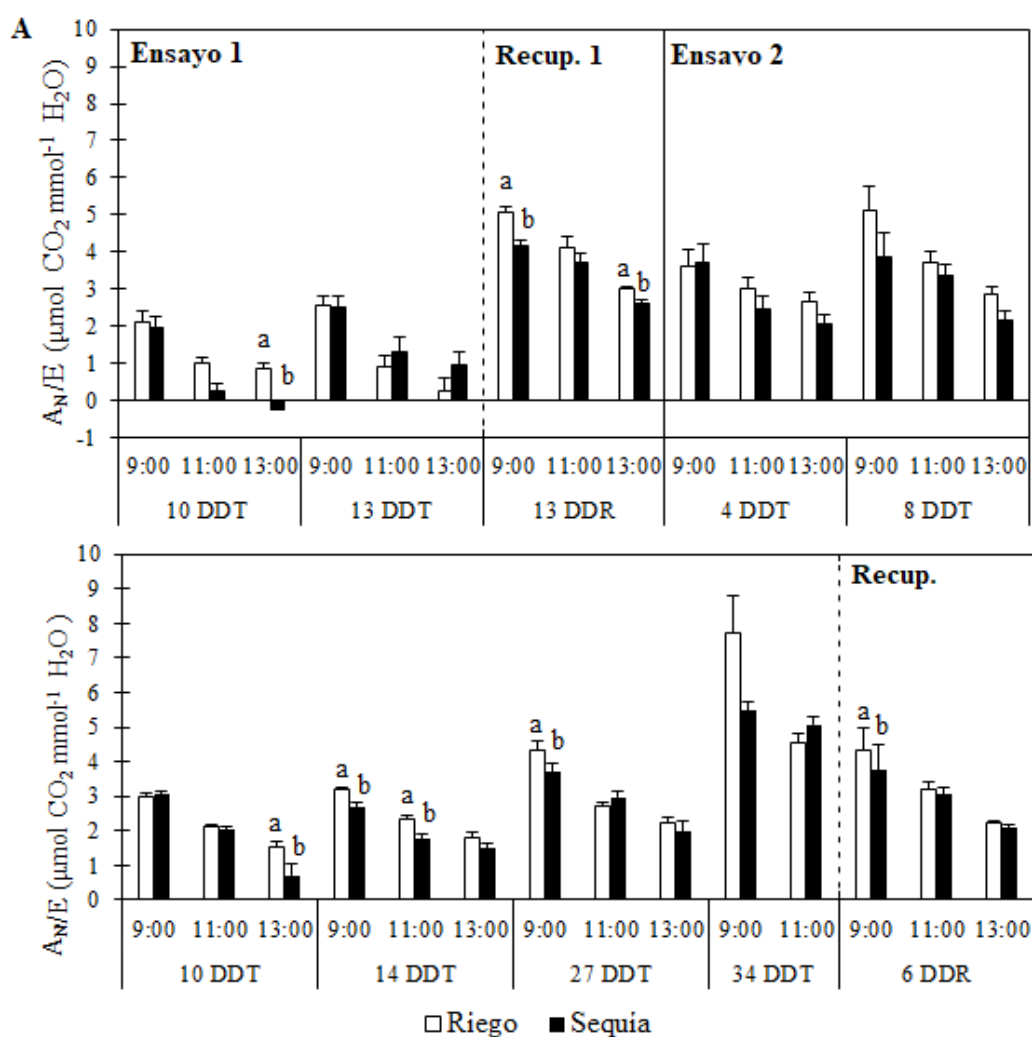 A
Ensayo 1
Recup. 1
Ensavo 2
A_N/E (µmol CO₂ mmol⁻¹ H₂O)
10
9
8
7
6
5
4
3
2
1
0
-1
a
b
a
b
a
b
9:00 11:00 13:00 9:00 11:00 13:00 9:00 11:00 13:00 9:00 11:00 13:00 9:00 11:00 13:00
10 DDT 13 DDT 13 DDR 4 DDT 8 DDT
Recup.
A_N/E (µmol CO₂ mmol⁻¹ H₂O)
10
9
8
7
6
5
4
3
2
1
0
a
b
a
b
a
b
a
b
a
b
9:00 11:00 13:00 9:00 11:00 13:00 9:00 11:00 13:00 9:00 11:00 9:00 11:00 13:00
10 DDT 14 DDT 27 DDT 34 DDT 6 DDR
Riego Sequía